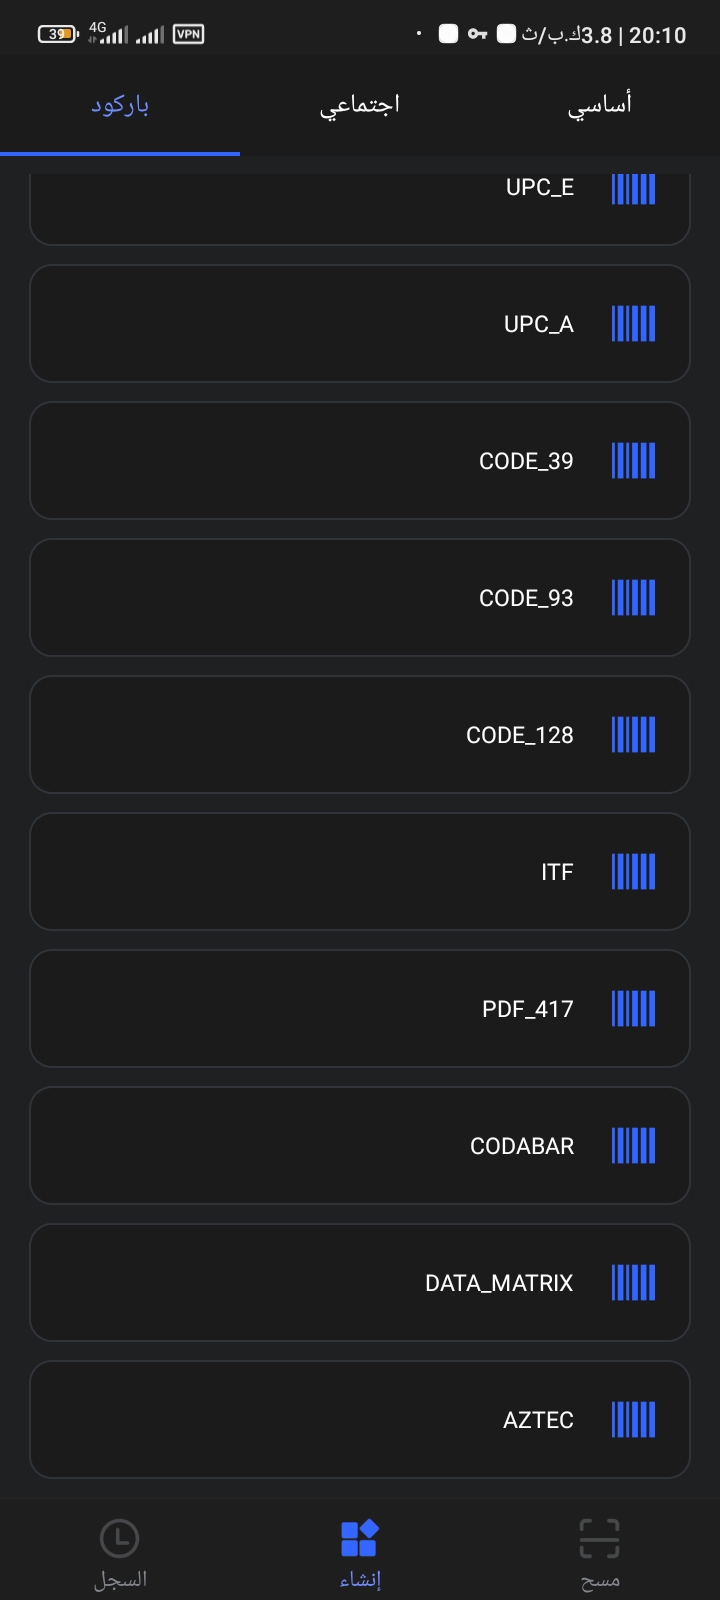 20:10 | 3.8ك.ب/ث
VPN 4G 39
أساسي اجتماعي باركود
UPC_E
UPC_A
CODE_39
CODE_93
CODE_128
ITF
PDF_417
CODABAR
DATA_MATRIX
AZTEC
مسح إنشاء السجل